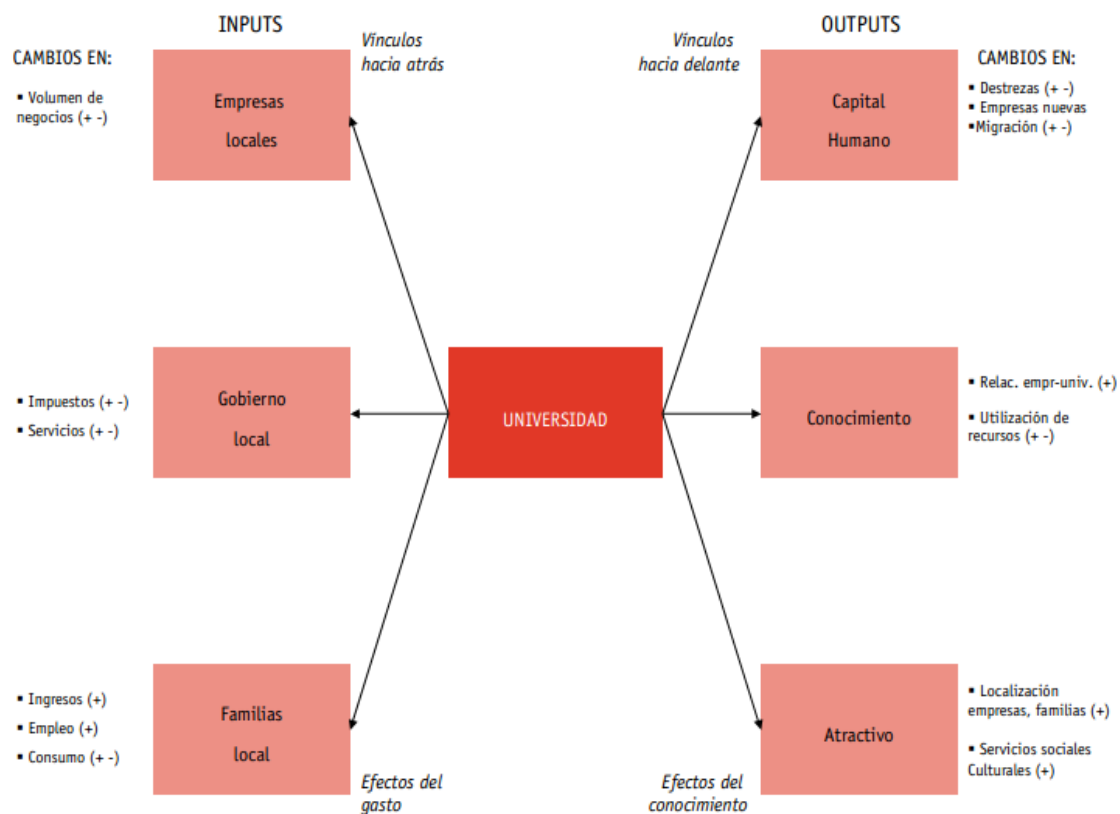 INPUTS
OUTPUTS
Vínculos
hacia atrás
Vínculos
hacia delante
CAMBIOS EN:
▪ Volumen de
negocios (+ -)
Empresas
locales
Capital
Humano
CAMBIOS EN:
▪ Destrezas (+ -)
▪ Empresas nuevas
▪Migración (+ -)
▪ Impuestos (+ -)
▪ Servicios (+ -)
Gobierno
local
UNIVERSIDAD
Conocimiento
▪ Relac. empr-univ. (+)
▪ Utilización de
recursos (+ -)
▪ Ingresos (+)
▪ Empleo (+)
▪ Consumo (+ -)
Familias
local
Atractivo
▪ Localización
empresas, familias (+)
▪ Servicios sociales
Culturales (+)
Efectos del
gasto
Efectos del
conocimiento